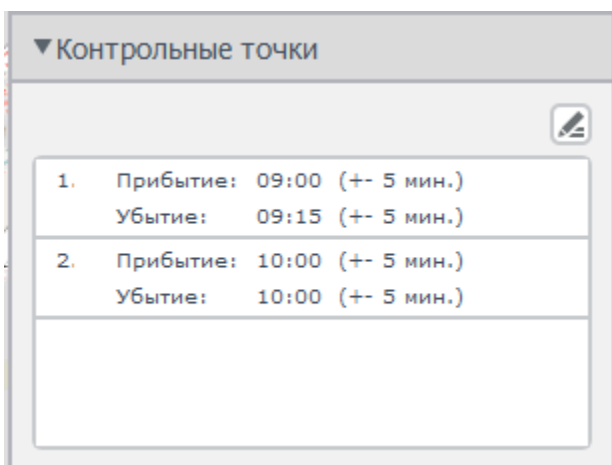 ▼Контрольные точки
1. Прибытие: 09:00 (+- 5 мин.)
Убытие: 09:15 (+- 5 мин.)
2. Прибытие: 10:00 (+- 5 мин.)
Убытие: 10:00 (+- 5 мин.)